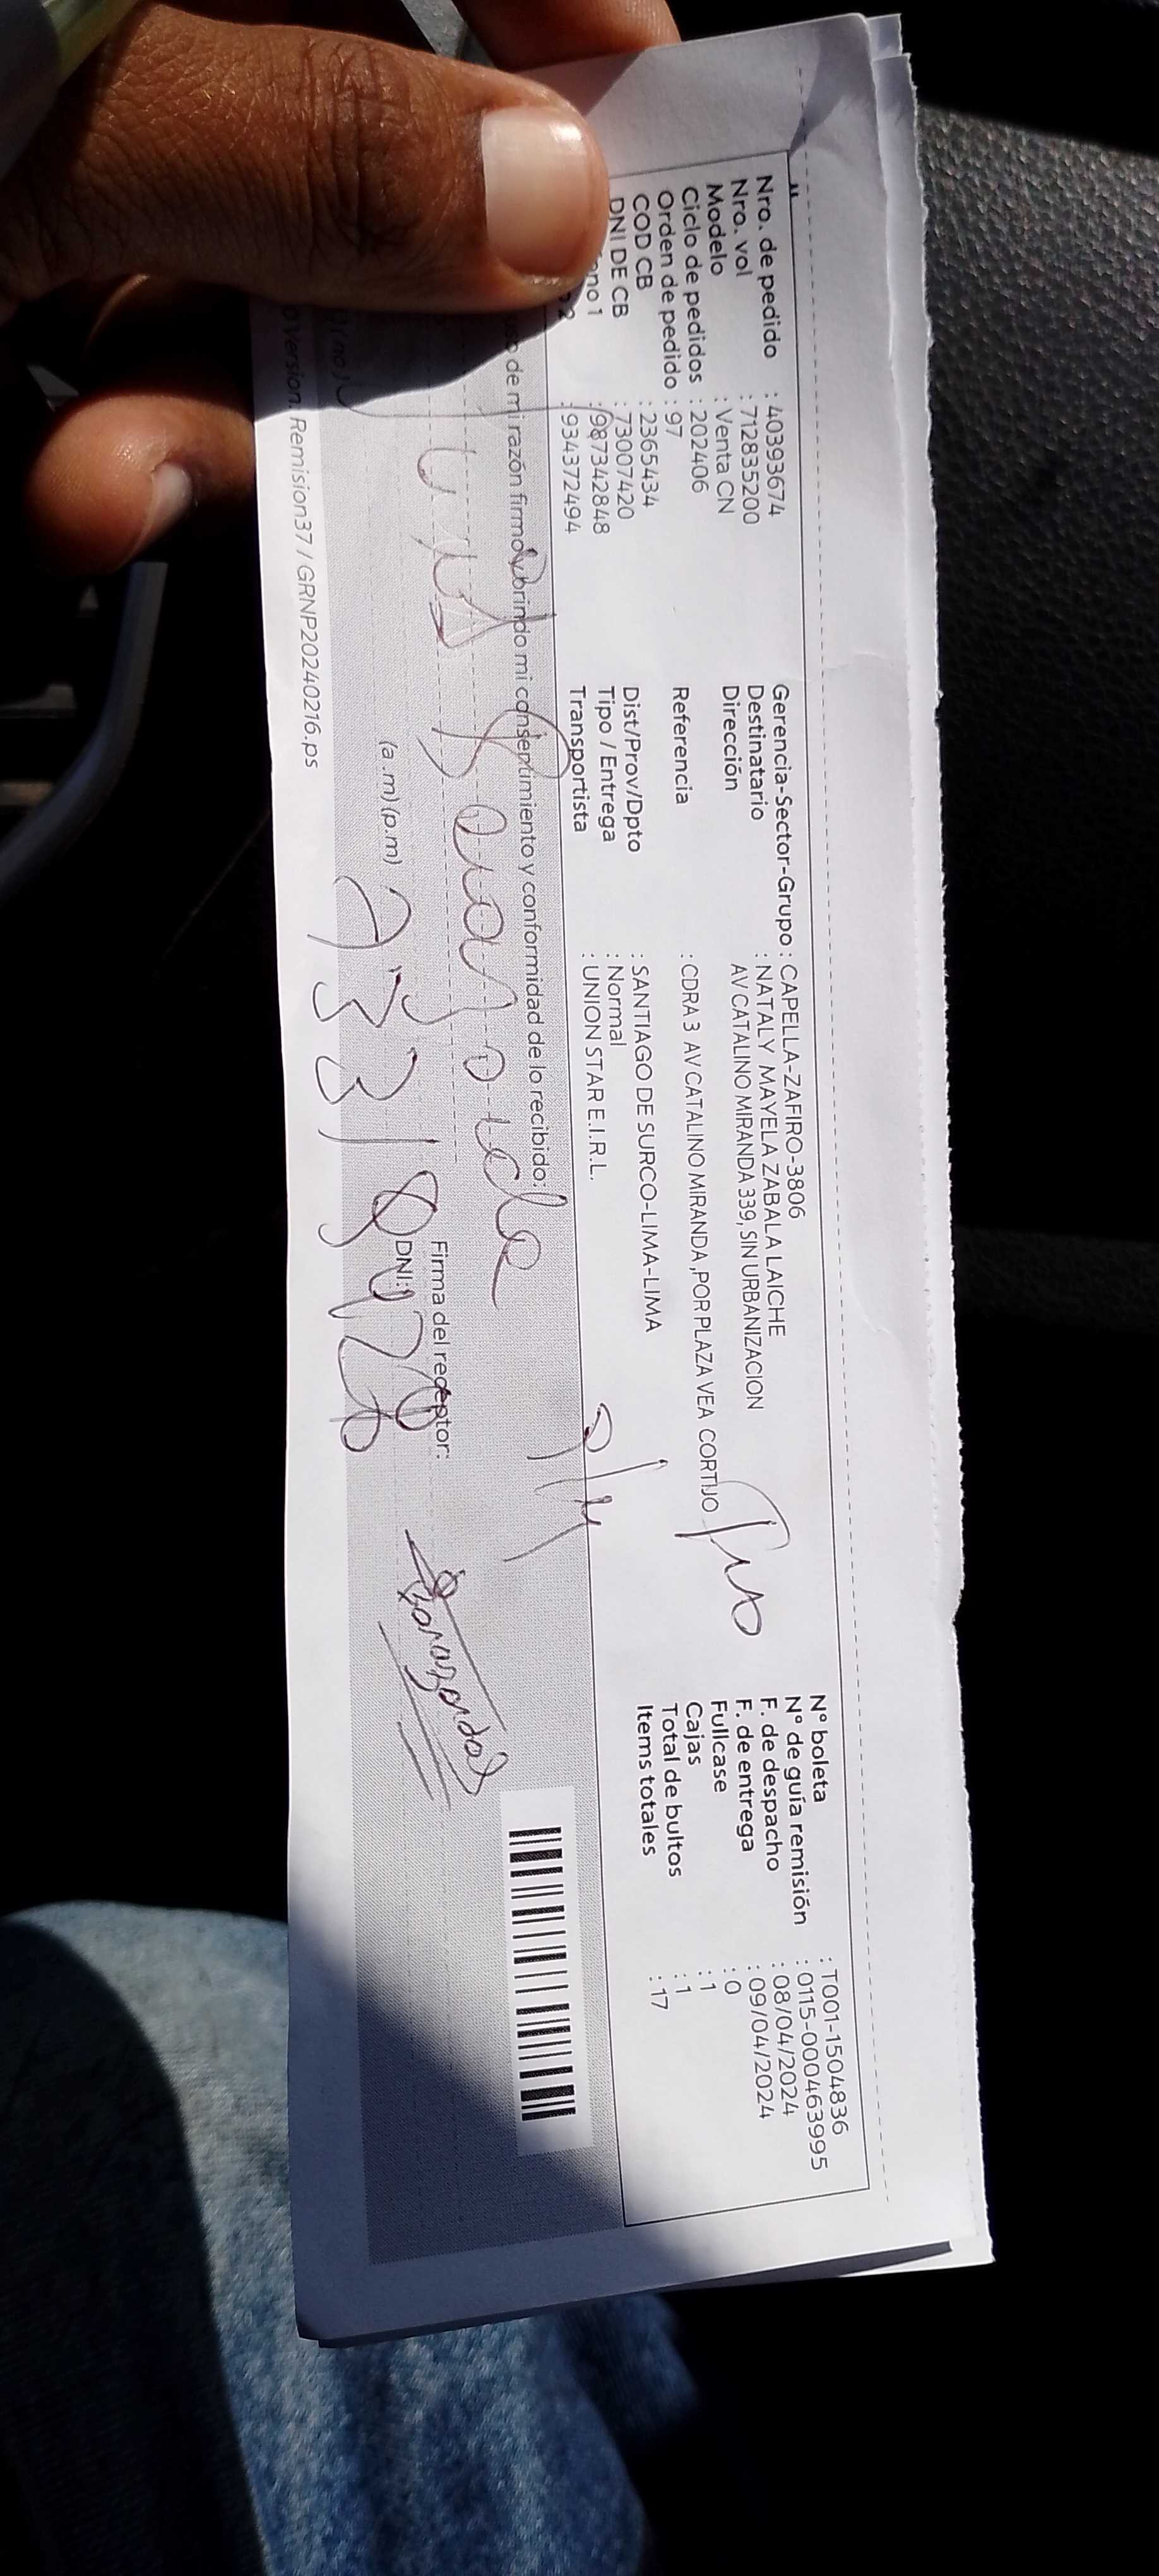 Nro. de pedido : 40393674
Nro. vol : 712835200
Modelo : Venta CN
Ciclo de pedidos : 202406
Orden de pedido : 97
COD CB : 2365434
DNI DE CB : 73007420
ono 1 : 987342848
2 : 934372494
Gerencia-Sector-Grupo : CAPELLA-ZAFIRO-3806
Destinatario : NATALY MAYELA ZABALA LAICHE
Dirección AV CATALINO MIRANDA 339, SIN URBANIZACION
Referencia : CDRA 3 AV CATALINO MIRANDA ,POR PLAZA VEA CORTIJO
Dist/Prov/Dpto : SANTIAGO DE SURCO-LIMA-LIMA
Tipo / Entrega : Normal
Transportista : UNION STAR E.I.R.L.
N° boleta : T001-1504836
N° de guía remisión : 0115-000463995
F. de despacho : 08/04/2024
F. de entrega : 09/04/2024
Fullcase : 0
Cajas : 1
Total de bultos : 1
Items totales : 17
de mi razón firmo y brindo mi consentimiento y conformidad de lo recibido:
Firma del receptor:
(a .m) (p.m)
DNI:
Version: Remision37 / GRNP20240216.ps